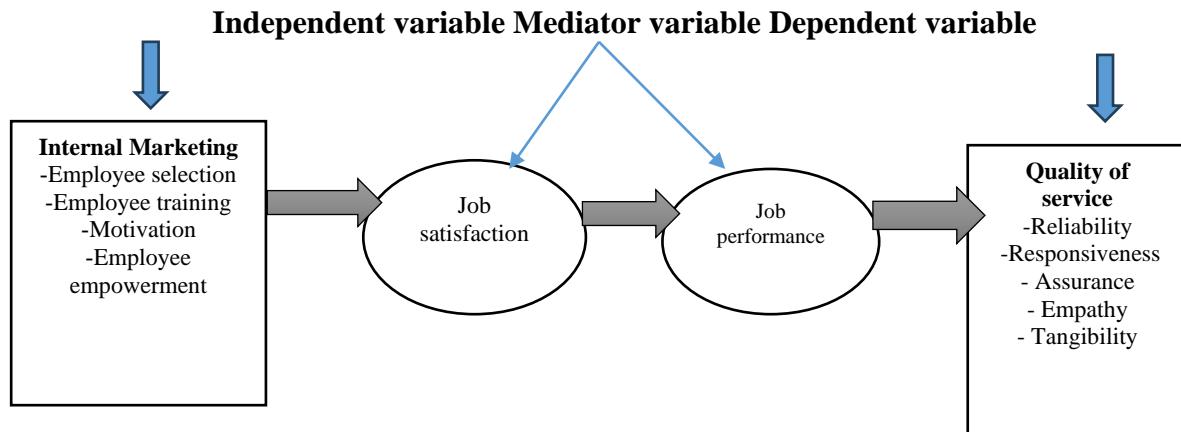 Independent variable Mediator variable Dependent variable
Internal Marketing
-Employee selection
-Employee training
-Motivation
-Employee
empowerment
Job
satisfaction
Job
performance
Quality of
service
-Reliability
-Responsiveness
- Assurance
- Empathy
- Tangibility